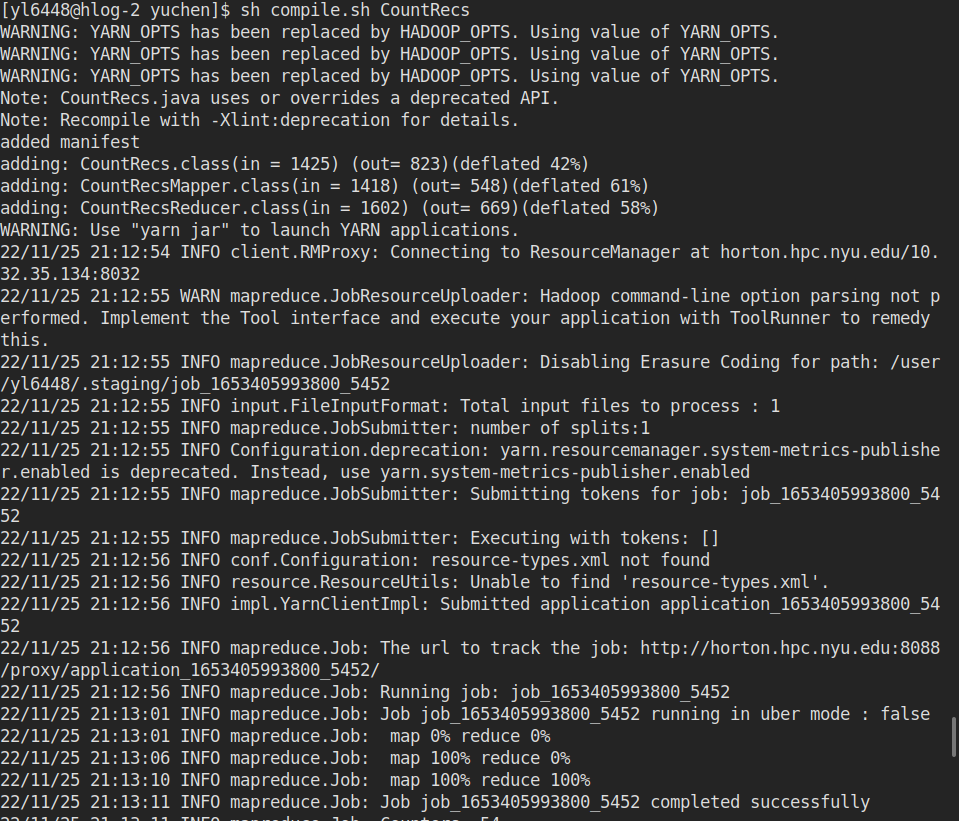 [yl6448@hlog-2 yuchen]$ sh compile.sh CountRecs
WARNING: YARN_OPTS has been replaced by HADOOP_OPTS. Using value of YARN_OPTS.
WARNING: YARN_OPTS has been replaced by HADOOP_OPTS. Using value of YARN_OPTS.
WARNING: YARN_OPTS has been replaced by HADOOP_OPTS. Using value of YARN_OPTS.
Note: CountRecs.java uses or overrides a deprecated API.
Note: Recompile with -Xlint:deprecation for details.
added manifest
adding: CountRecs.class(in = 1425) (out= 823)(deflated 42%)
adding: CountRecsMapper.class(in = 1418) (out= 548)(deflated 61%)
adding: CountRecsReducer.class(in = 1602) (out= 669)(deflated 58%)
WARNING: Use "yarn jar" to launch YARN applications.
22/11/25 21:12:54 INFO client.RMProxy: Connecting to ResourceManager at horton.hpc.nyu.edu/10.
32.35.134:8032
22/11/25 21:12:55 WARN mapreduce.JobResourceUploader: Hadoop command-line option parsing not p
erformed. Implement the Tool interface and execute your application with ToolRunner to remedy
this.
22/11/25 21:12:55 INFO mapreduce.JobResourceUploader: Disabling Erasure Coding for path: /user
/yl6448/.staging/job_1653405993800_5452
22/11/25 21:12:55 INFO input.FileInputFormat: Total input files to process : 1
22/11/25 21:12:55 INFO mapreduce.JobSubmitter: number of splits:1
22/11/25 21:12:55 INFO Configuration.deprecation: yarn.resourcemanager.system-metrics-publishe
r.enabled is deprecated. Instead, use yarn.system-metrics-publisher.enabled
22/11/25 21:12:55 INFO mapreduce.JobSubmitter: Submitting tokens for job: job_1653405993800_54
52
22/11/25 21:12:55 INFO mapreduce.JobSubmitter: Executing with tokens: []
22/11/25 21:12:56 INFO conf.Configuration: resource-types.xml not found
22/11/25 21:12:56 INFO resource.ResourceUtils: Unable to find 'resource-types.xml'.
22/11/25 21:12:56 INFO impl.YarnClientImpl: Submitted application application_1653405993800_54
52
22/11/25 21:12:56 INFO mapreduce.Job: The url to track the job: http://horton.hpc.nyu.edu:8088
/proxy/application_1653405993800_5452/
22/11/25 21:12:56 INFO mapreduce.Job: Running job: job_1653405993800_5452
22/11/25 21:13:01 INFO mapreduce.Job: Job job_1653405993800_5452 running in uber mode : false
22/11/25 21:13:01 INFO mapreduce.Job:  map 0% reduce 0%
22/11/25 21:13:06 INFO mapreduce.Job:  map 100% reduce 0%
22/11/25 21:13:10 INFO mapreduce.Job:  map 100% reduce 100%
22/11/25 21:13:11 INFO mapreduce.Job: Job job_1653405993800_5452 completed successfully
22/11/25 21:13:11 INFO mapreduce.Job: Counters: 54